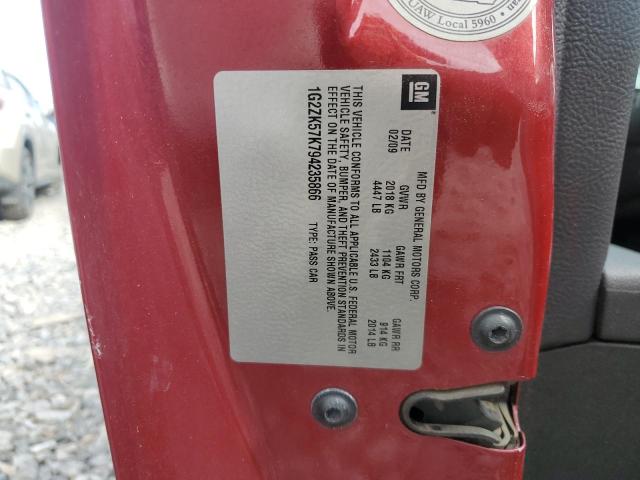 UAW Local 5960
GM
MFD BY GENERAL MOTORS CORP.
DATE GVWR GAWR FRT GAWR RR
02/09 2018 KG 1104 KG 914 KG
4447 LB 2433 LB 2014 LB
THIS VEHICLE CONFORMS TO ALL APPLICABLE U.S. FEDERAL MOTOR
VEHICLE SAFETY, BUMPER, AND THEFT PREVENTION STANDARDS IN
EFFECT ON THE DATE OF MANUFACTURE SHOWN ABOVE.
1G2ZK57K794235866 TYPE: PASS CAR